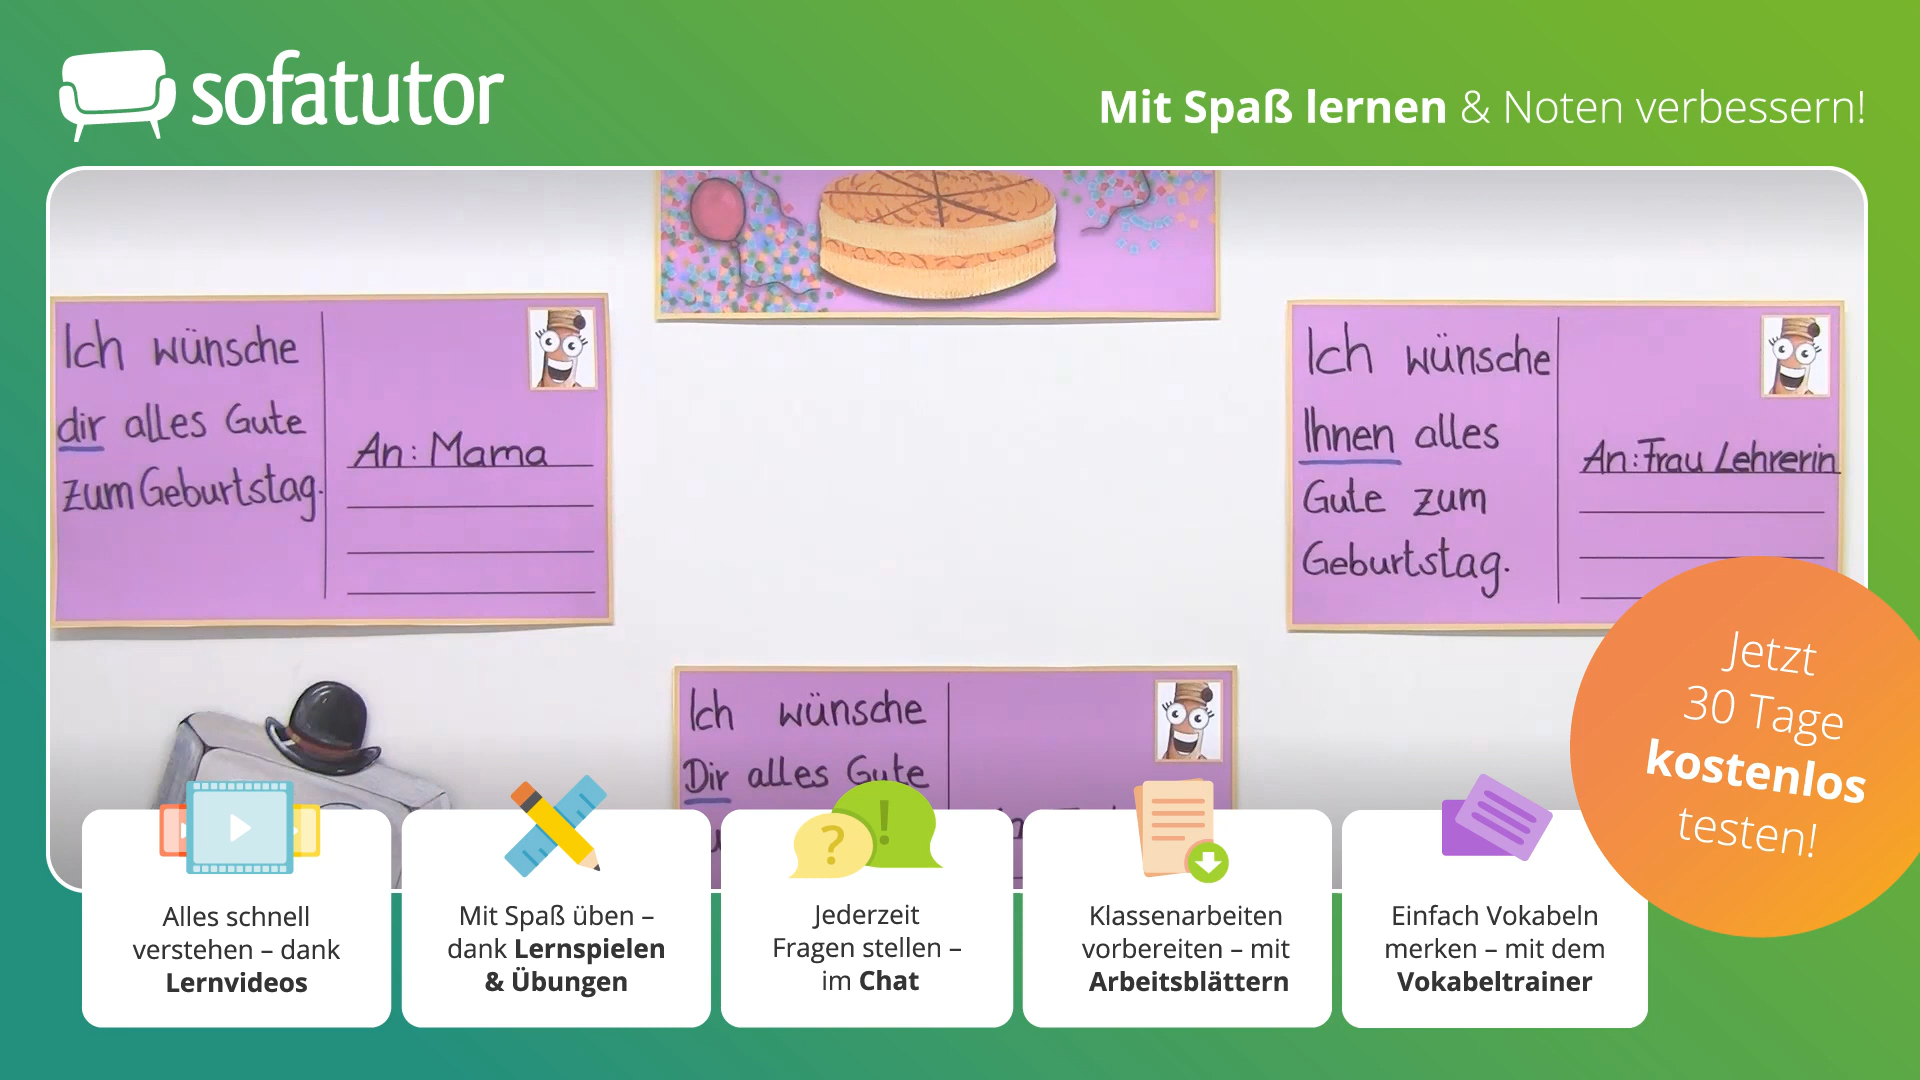 sofatutor
Mit Spaß lernen & Noten verbessern!
Ich wünsche
dir alles Gute
zum Geburtstag.
An: Mama
Ich wünsche
Ihnen alles
Gute zum
Geburtstag.
An: Frau Lehrerin
Ich wünsche
Dir alles Gute
Jetzt
30 Tage
kostenlos
testen!
?
!
Alles schnell
verstehen – dank
Lernvideos
Mit Spaß üben –
dank Lernspielen
& Übungen
Jederzeit
Fragen stellen –
im Chat
Klassenarbeiten
vorbereiten – mit
Arbeitsblättern
Einfach Vokabeln
merken – mit dem
Vokabeltrainer